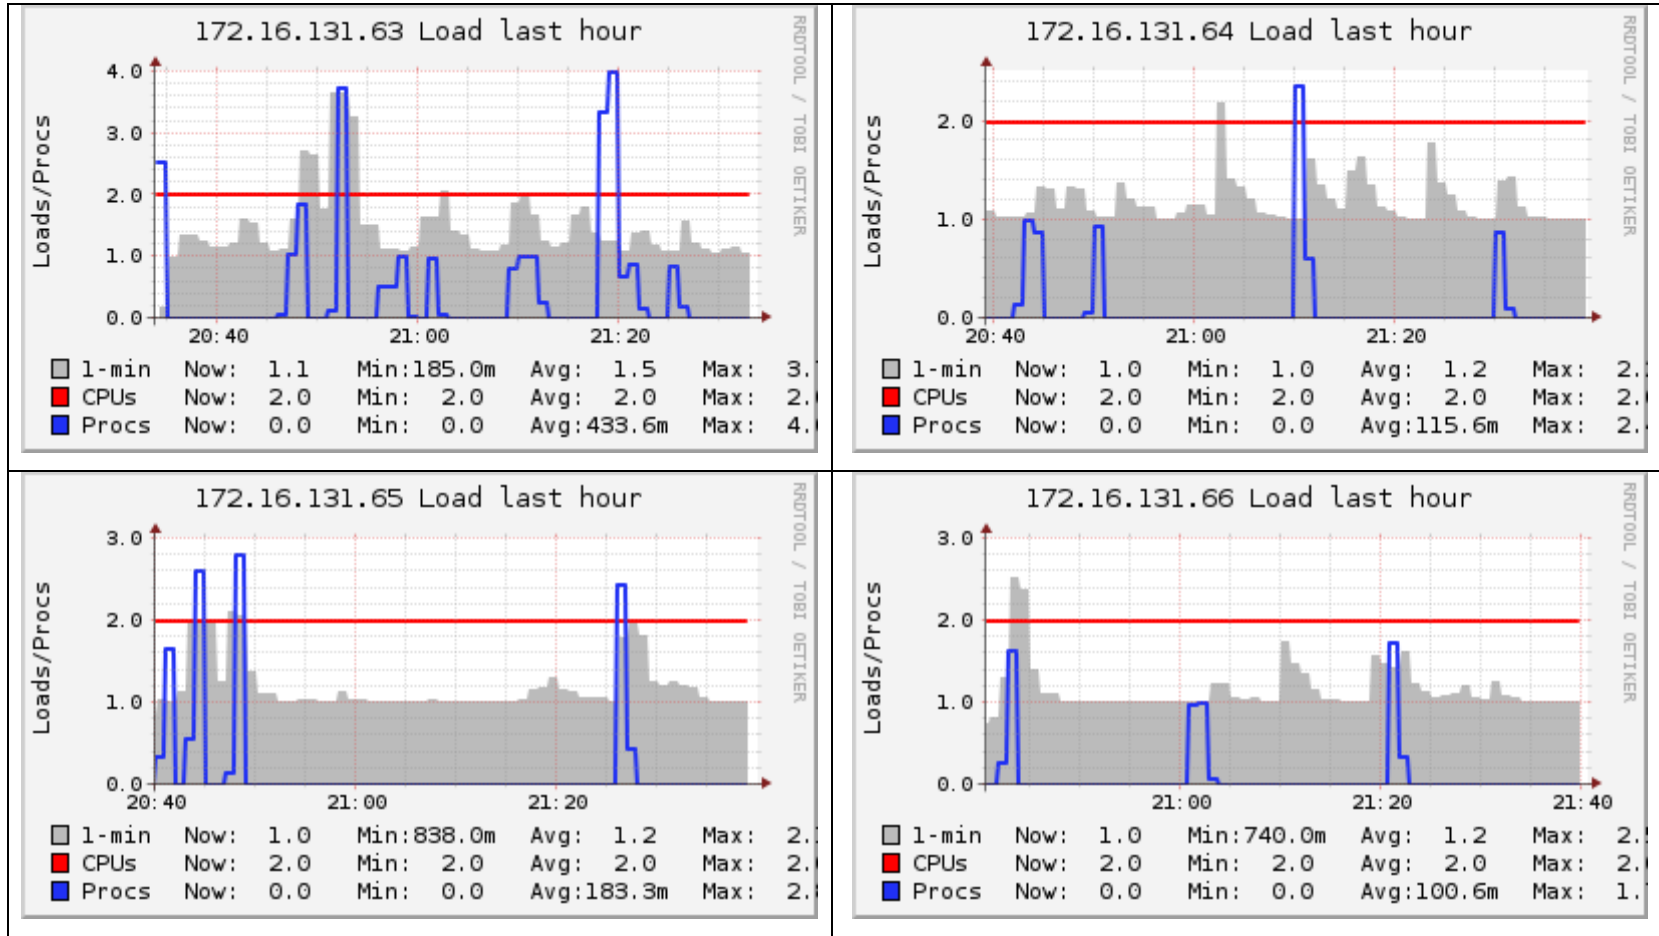 172.16.131.63 Load last hour
RRDTOOL / TOBI OETIKER
Loads/Procs
4.0
3.0
2.0
1.0
0.0
20:40 21:00 21:20
1-min Now: 1.1 Min:185.0m Avg: 1.5 Max: 3.
CPUs Now: 2.0 Min: 2.0 Avg: 2.0 Max: 2.
Procs Now: 0.0 Min: 0.0 Avg:433.6m Max: 4.
172.16.131.64 Load last hour
RRDTOOL / TOBI OETIKER
Loads/Procs
2.0
1.0
0.0
20:40 21:00 21:20
1-min Now: 1.0 Min: 1.0 Avg: 1.2 Max: 2.
CPUs Now: 2.0 Min: 2.0 Avg: 2.0 Max: 2.
Procs Now: 0.0 Min: 0.0 Avg:115.6m Max: 2.
172.16.131.65 Load last hour
RRDTOOL / TOBI OETIKER
Loads/Procs
3.0
2.0
1.0
0.0
20:40 21:00 21:20
1-min Now: 1.0 Min:838.0m Avg: 1.2 Max: 2.
CPUs Now: 2.0 Min: 2.0 Avg: 2.0 Max: 2.
Procs Now: 0.0 Min: 0.0 Avg:183.3m Max: 2.
172.16.131.66 Load last hour
RRDTOOL / TOBI OETIKER
Loads/Procs
3.0
2.0
1.0
0.0
21:00 21:20 21:40
1-min Now: 1.0 Min:740.0m Avg: 1.2 Max: 2.
CPUs Now: 2.0 Min: 2.0 Avg: 2.0 Max: 2.
Procs Now: 0.0 Min: 0.0 Avg:100.6m Max: 1.